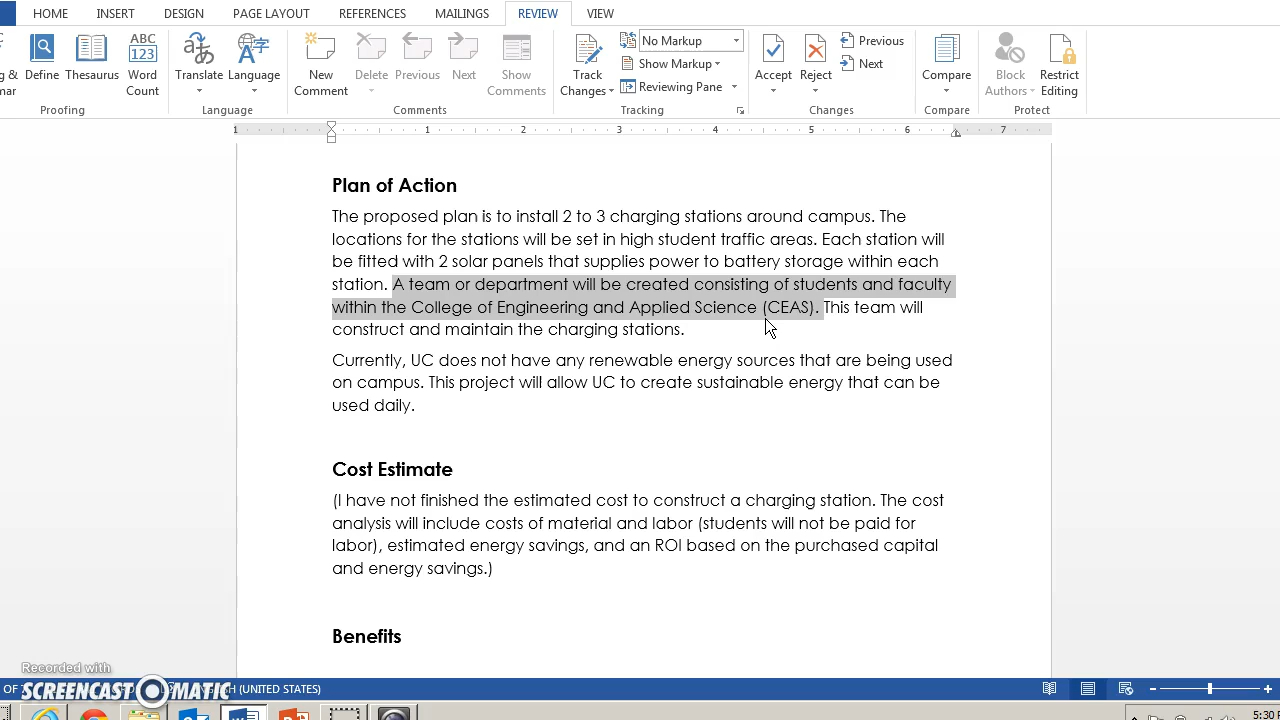 HOME INSERT DESIGN PAGE LAYOUT REFERENCES MAILINGS REVIEW VIEW
ABC
123
No Markup
Previous
Show Markup
Next
g & Define Thesaurus Word Translate Language New Delete Previous Next Show Track Accept Reject Compare Block Restrict
mar Count Comment Comments Changes Reviewing Pane Authors Editing
Proofing Language Comments Tracking Changes Compare Protect
1 1 2 3 4 5 6 7
Plan of Action
The proposed plan is to install 2 to 3 charging stations around campus. The
locations for the stations will be set in high student traffic areas. Each station will
be fitted with 2 solar panels that supplies power to battery storage within each
station. A team or department will be created consisting of students and faculty
within the College of Engineering and Applied Science (CEAS). This team will
construct and maintain the charging stations.
Currently, UC does not have any renewable energy sources that are being used
on campus. This project will allow UC to create sustainable energy that can be
used daily.
Cost Estimate
(I have not finished the estimated cost to construct a charging station. The cost
analysis will include costs of material and labor (students will not be paid for
labor), estimated energy savings, and an ROI based on the purchased capital
and energy savings.)
Benefits
Recorded with
SCREENCAST MATIC
OF (UNITED STATES)
5:30